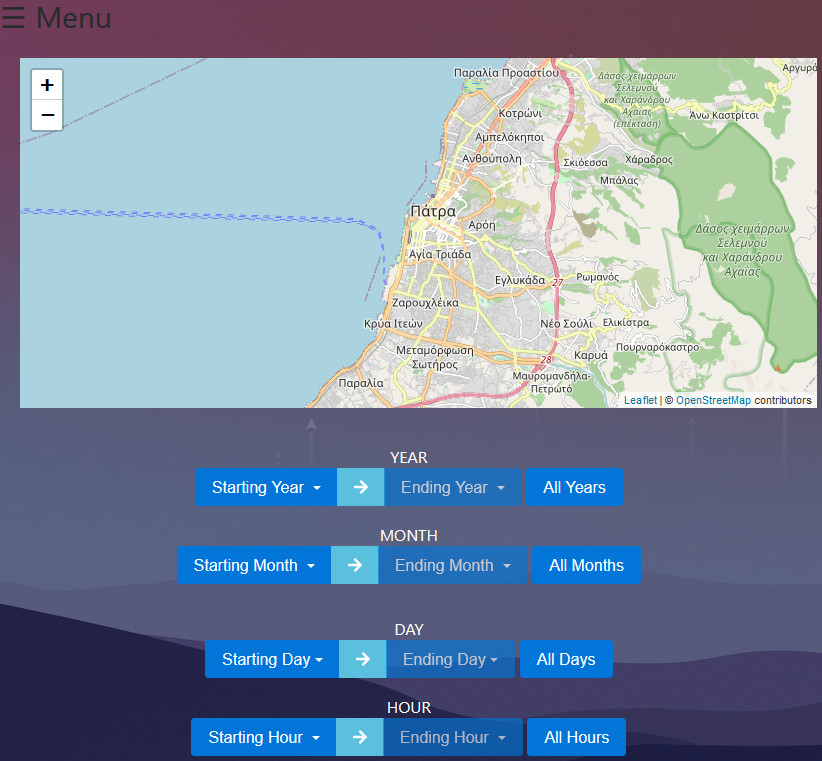 ☰ Menu
+
−
Παραλία Προαστίου
Αργυρά
Δάσος χειμάρρων
Σελεμνού
και Χαράνδρου
Αχαΐας
(επέκταση)
Κοτρώνι
Άνω Καστρίτσι
Αμπελόκηποι
Ανθούπολη
Σκιόεσσα
Χάραδρος
Μπάλας
Πάτρα
Αρόη
Δάσος χειμάρρων
Σελεμνού
και Χαράνδρου
Αχαΐας
Αγία Τριάδα
Εγλυκάδα
27
Ρωμανός
Ζαρουχλέικα
Κρύα Ιτεών
Νέο Σούλι
Ελικίστρα
Μεταμόρφωση
Σωτήρος
28
Καρυά
Πουρναρόκαστρο
Παραλία
Μαυρομανδήλα-
Πετρωτό
Leaflet | © OpenStreetMap contributors
YEAR
Starting Year
Ending Year
All Years
MONTH
Starting Month
Ending Month
All Months
DAY
Starting Day
Ending Day
All Days
HOUR
Starting Hour
Ending Hour
All Hours